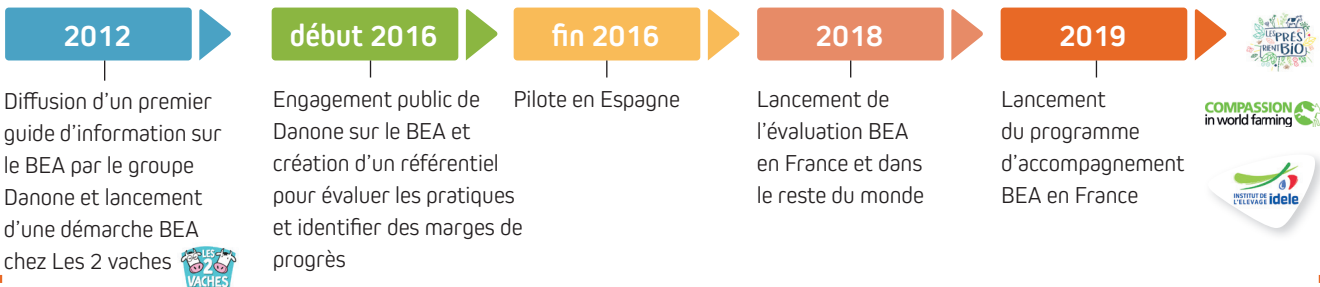 2012
Diffusion d’un premier
guide d’information sur
le BEA par le groupe
Danone et lancement
d’une démarche BEA
chez Les 2 vaches
LES
2
VACHES
début 2016
Engagement public de
Danone sur le BEA et
création d’un référentiel
pour évaluer les pratiques
et identifier des marges de
progrès
fin 2016
Pilote en Espagne
2018
Lancement de
l’évaluation BEA
en France et dans
le reste du monde
2019
Lancement
du programme
d’accompagnement
BEA en France
LES PRÉS
RIENT BIO
COMPASSION
in world farming
INSTITUT DE
L'ELEVAGE idele